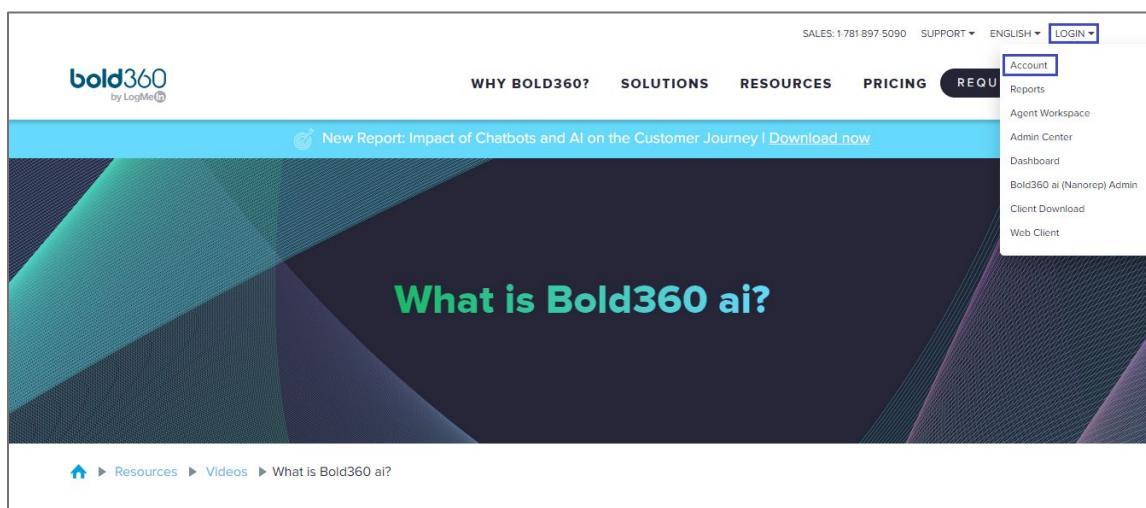 SALES: 1-781-897-5090 SUPPORT ENGLISH LOGIN
bold360
by LogMeIn
WHY BOLD360? SOLUTIONS RESOURCES PRICING REQU
Account
Reports
Agent Workspace
Admin Center
Dashboard
Bold360 ai (Nanorep) Admin
Client Download
Web Client
New Report: Impact of Chatbots and AI on the Customer Journey | Download now
What is Bold360 ai?
Resources Videos What is Bold360 ai?